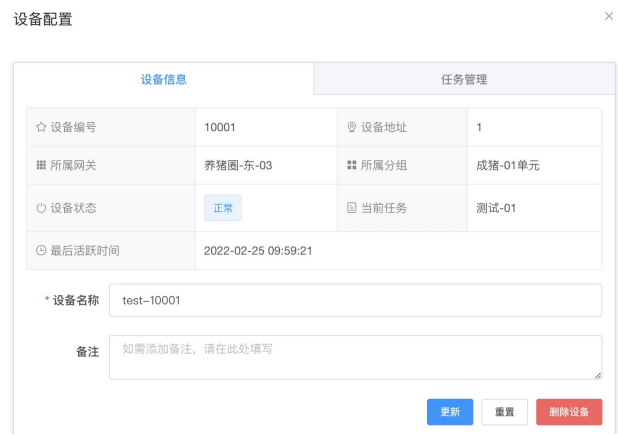 设备配置
设备信息 任务管理
设备编号 10001 设备地址 1
所属网关 养猪圈-东-03 所属分组 成猪-01单元
设备状态 正常 当前任务 测试-01
最后活跃时间 2022-02-25 09:59:21
* 设备名称 test-10001
备注 如需添加备注，请在此处填写
更新 重置 删除设备